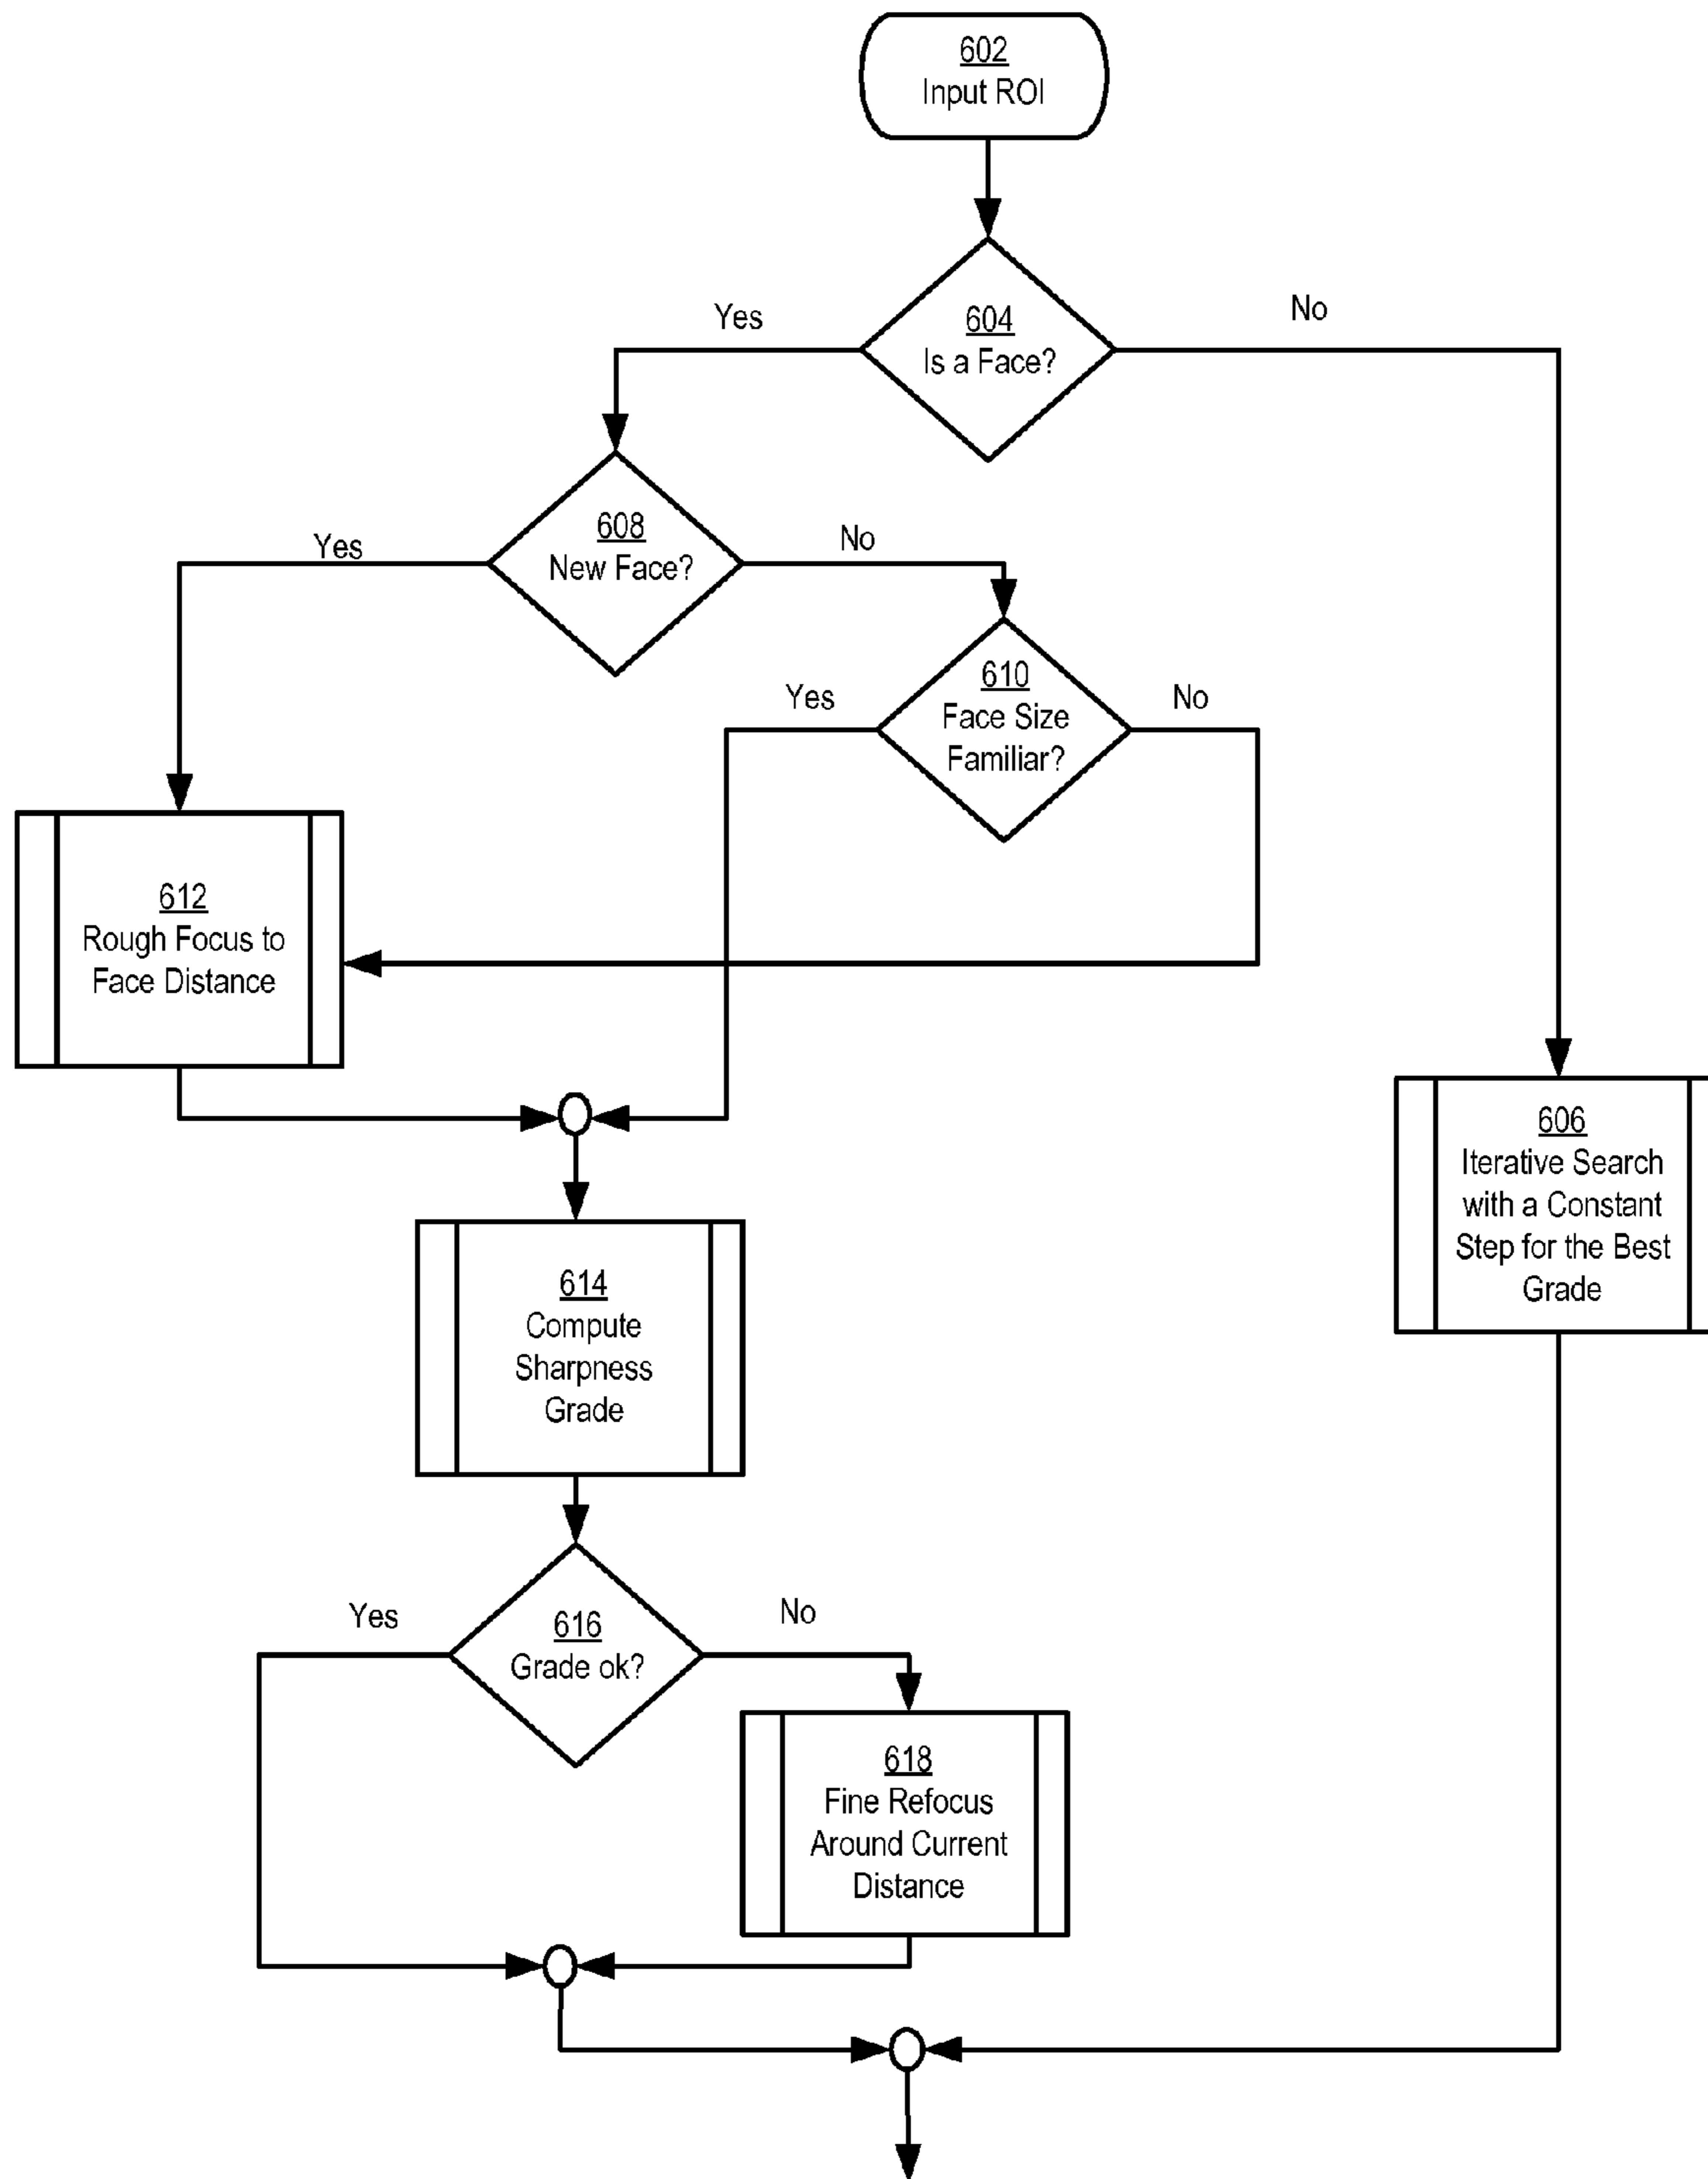 602
Input ROI
604
Is a Face?
Yes
No
608
New Face?
Yes
No
610
Face Size
Familiar?
Yes
No
612
Rough Focus to
Face Distance
606
Iterative Search
with a Constant
Step for the Best
Grade
614
Compute
Sharpness
Grade
616
Grade ok?
Yes
No
618
Fine Refocus
Around Current
Distance